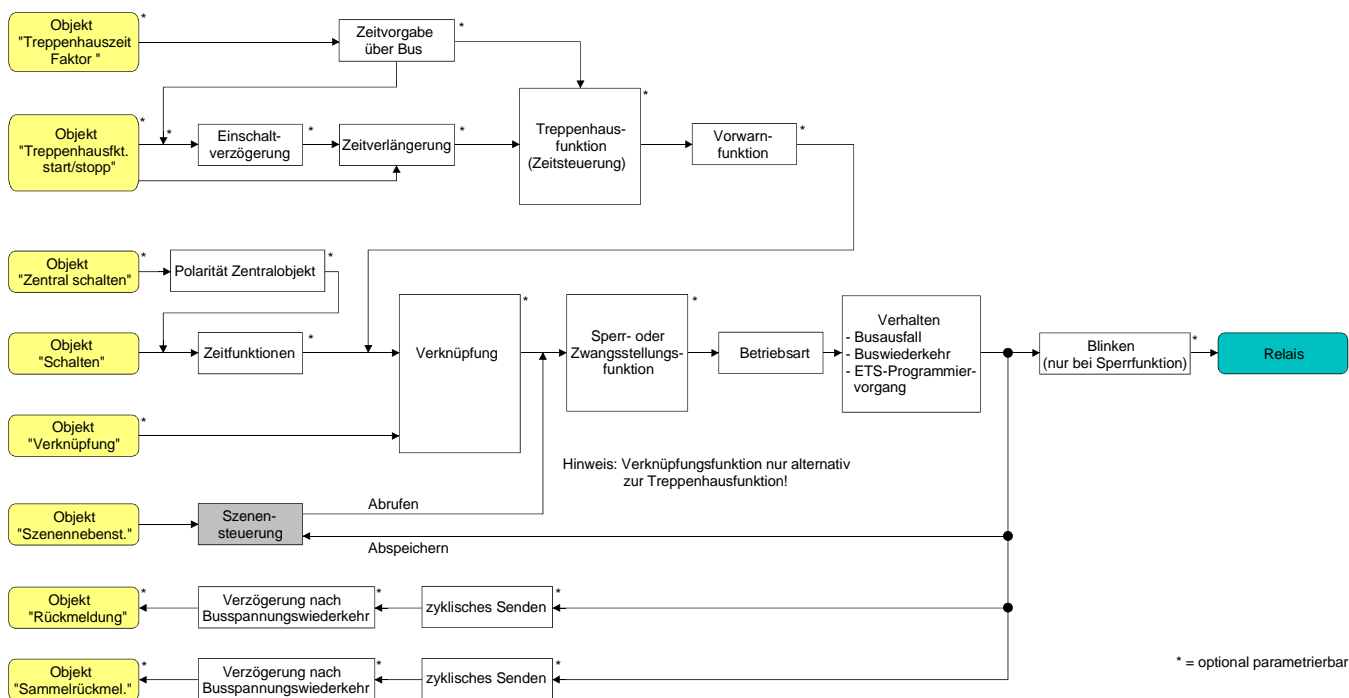 Objekt
"Treppenhauszeit
Faktor "
*
Zeitvorgabe
über Bus
*
Objekt
"Treppenhausfkt.
start/stopp"
*
*
Einschalt-
verzögerung
*
Zeitverlängerung
*
Treppenhaus-
funktion
(Zeitsteuerung)
*
Vorwarn-
funktion
*
Objekt
"Zentral schalten"
*
Polarität Zentralobjekt
*
Objekt
"Schalten"
*
Zeitfunktionen
*
Verknüpfung
*
Sperr- oder
Zwangsstellungs-
funktion
*
Betriebsart
Verhalten
- Busausfall
- Buswiederkehr
- ETS-Programmier-
vorgang
Blinken
(nur bei Sperrfunktion)
*
Relais
Objekt
"Verknüpfung"
*
Hinweis: Verknüpfungsfunktion nur alternativ
zur Treppenhausfunktion!
Objekt
"Szenennebenst."
*
Szenen-
steuerung
Abrufen
Abspeichern
Objekt
"Rückmeldung"
*
Verzögerung nach
Busspannungswiederkehr
*
zyklisches Senden
*
Objekt
"Sammelrückmel."
*
Verzögerung nach
Busspannungswiederkehr
*
zyklisches Senden
*
* = optional parametrierbar